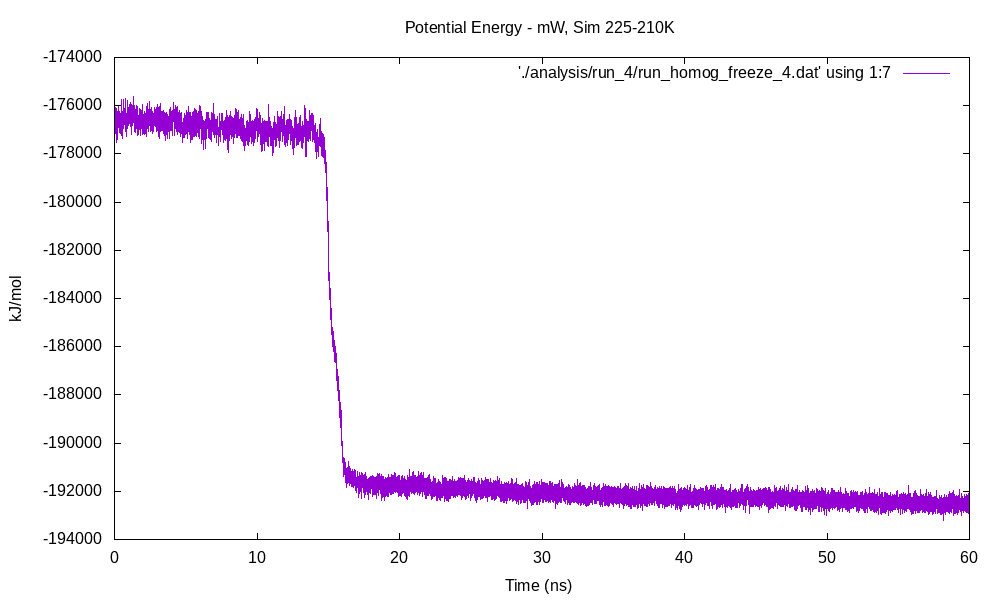 Potential Energy - mW, Sim 225-210K
'./analysis/run_4/run_homog_freeze_4.dat' using 1:7
-174000
-176000
-178000
-180000
-182000
-184000
-186000
-188000
-190000
-192000
-194000
kJ/mol
0 10 20 30 40 50 60
Time (ns)